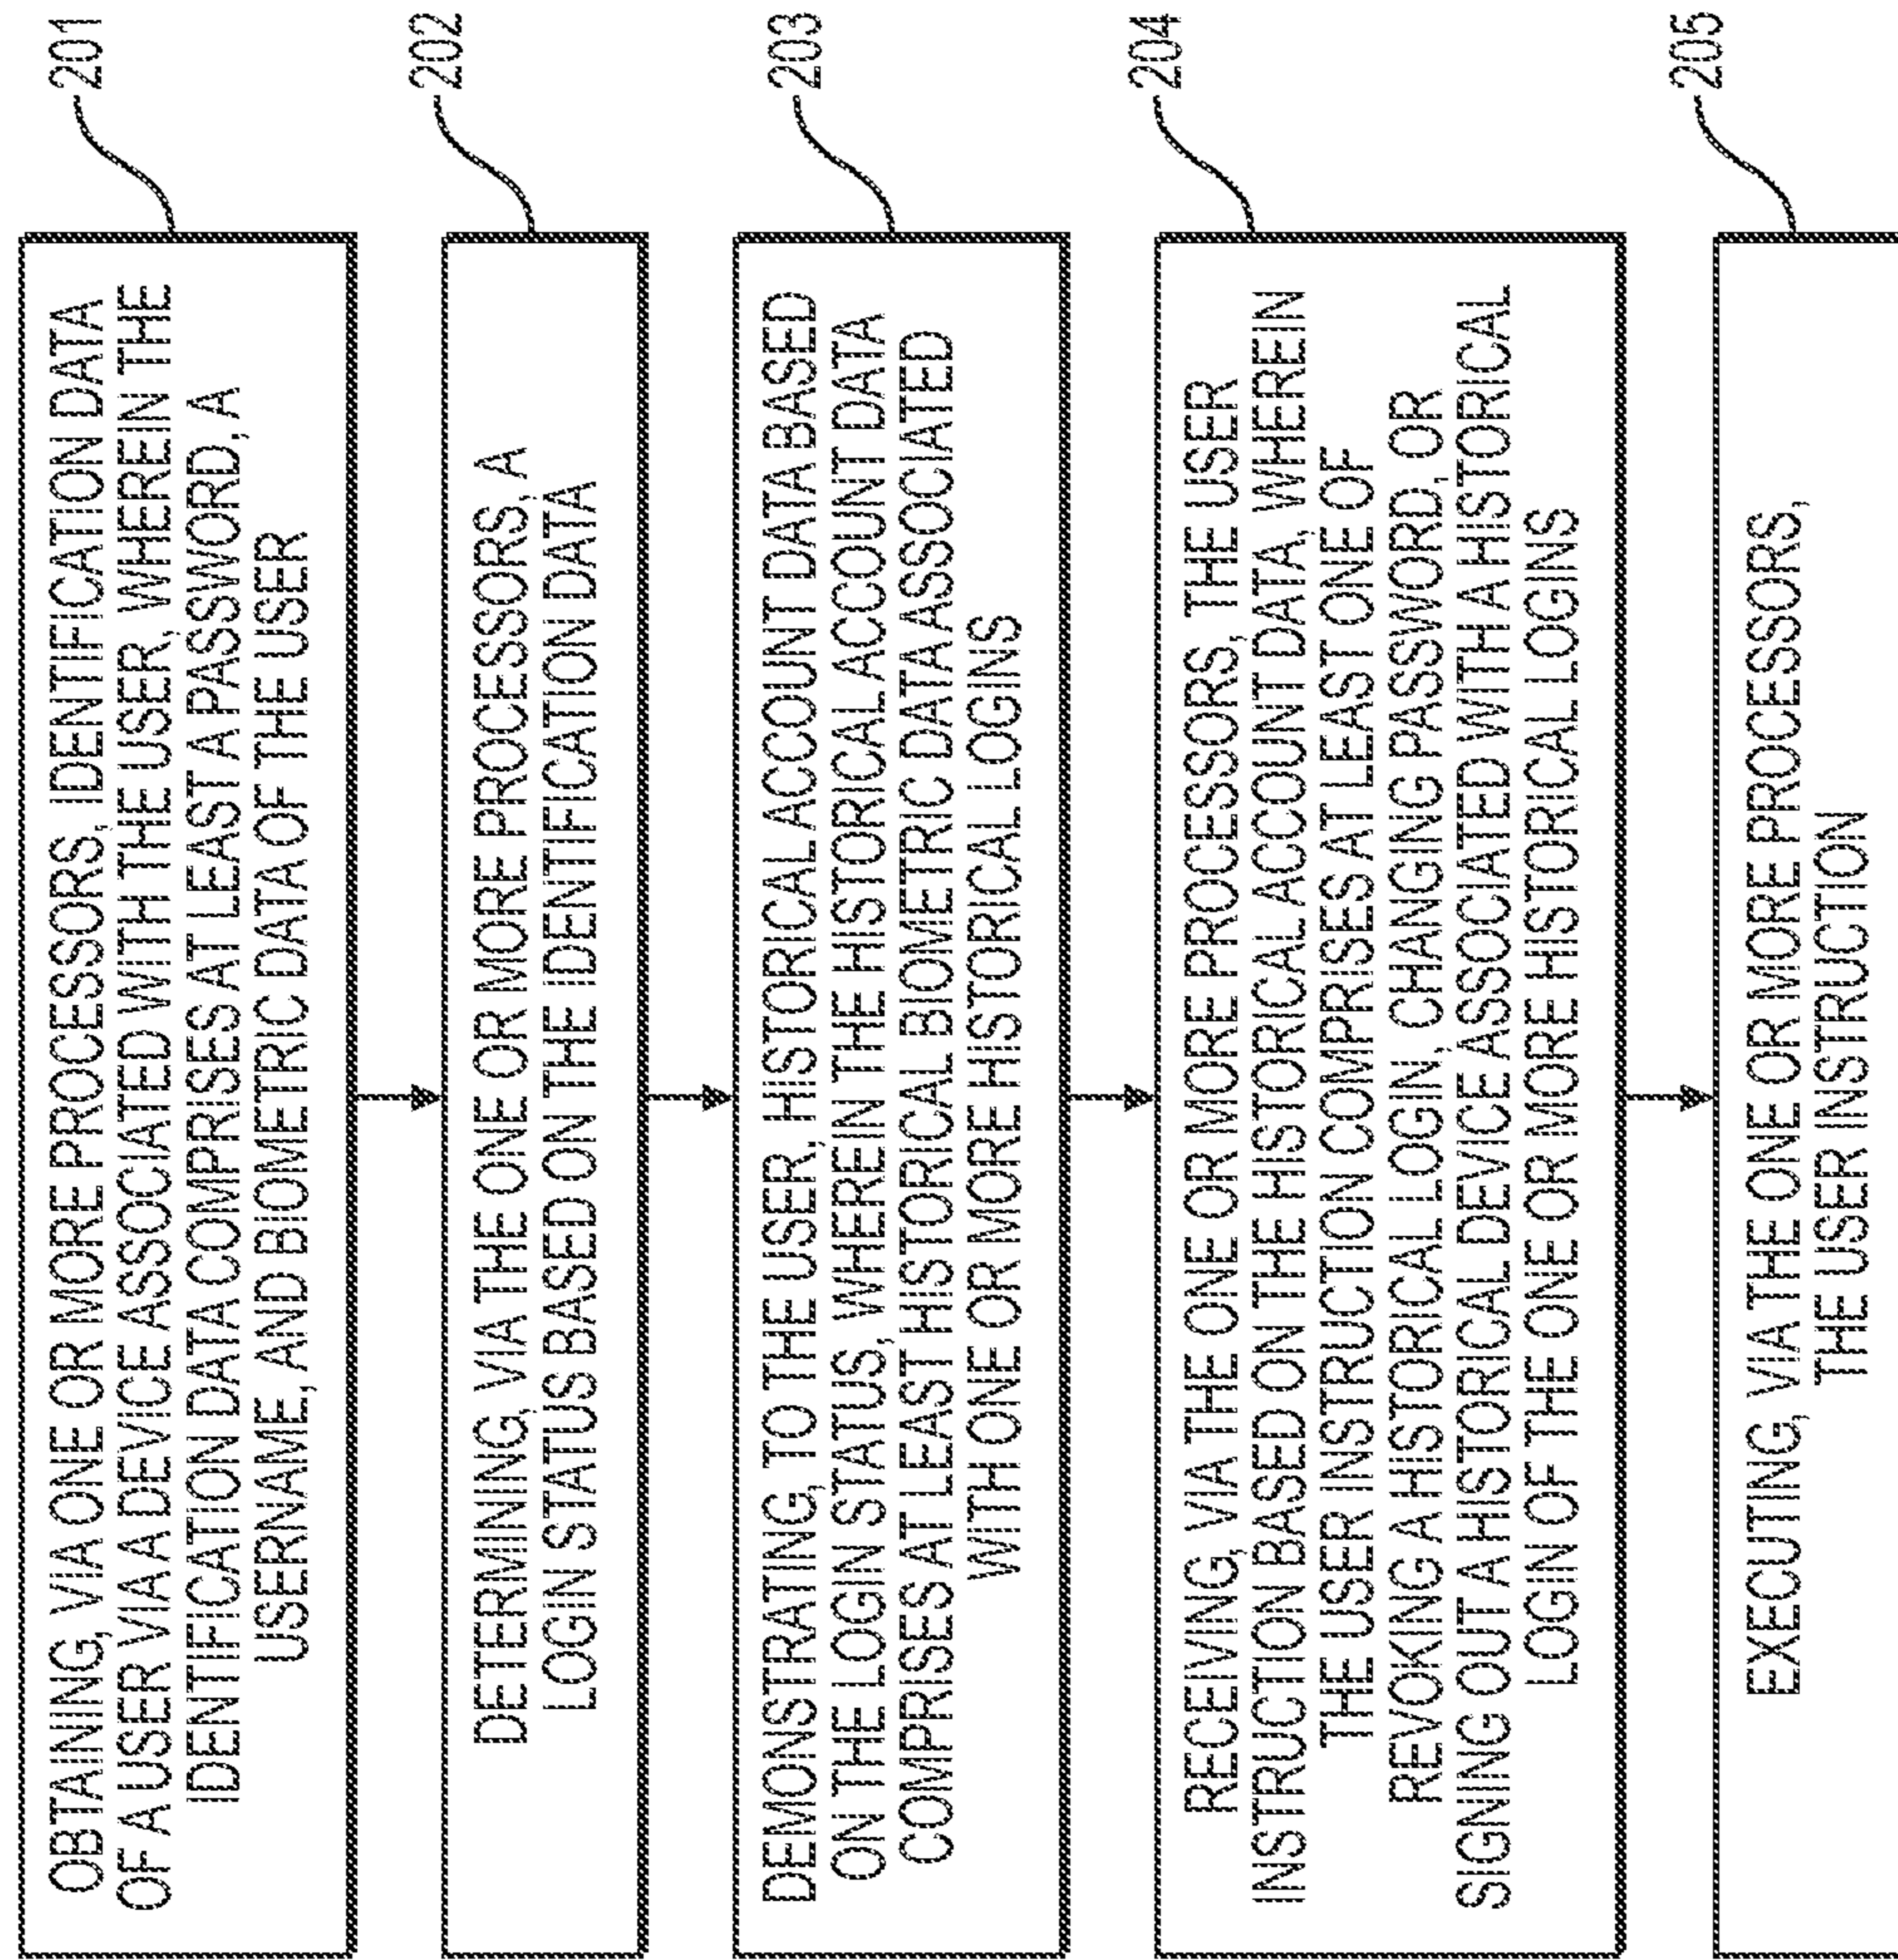 OBTAINING, VIA ONE OR MORE PROCESSORS, IDENTIFICATION DATA
OF A USER VIA A DEVICE ASSOCIATED WITH THE USER, WHEREIN THE
IDENTIFICATION DATA COMPRISES AT LEAST A PASSWORD, A
USERNAME, AND BIOMETRIC DATA OF THE USER
201
DETERMINING, VIA THE ONE OR MORE PROCESSORS, A
LOGIN STATUS BASED ON THE IDENTIFICATION DATA
202
DEMONSTRATING, TO THE USER, HISTORICAL ACCOUNT DATA BASED
ON THE LOGIN STATUS, WHEREIN THE HISTORICAL ACCOUNT DATA
COMPRISES AT LEAST HISTORICAL BIOMETRIC DATA ASSOCIATED
WITH ONE OR MORE HISTORICAL LOGINS
203
RECEIVING, VIA THE ONE OR MORE PROCESSORS, THE USER
INSTRUCTION BASED ON THE HISTORICAL ACCOUNT DATA, WHEREIN
THE USER INSTRUCTION COMPRISES AT LEAST ONE OF
REVOKING A HISTORICAL LOGIN, CHANGING PASSWORD, OR
SIGNING OUT A HISTORICAL DEVICE ASSOCIATED WITH A HISTORICAL
LOGIN OF THE ONE OR MORE HISTORICAL LOGINS
204
EXECUTING, VIA THE ONE OR MORE PROCESSORS,
THE USER INSTRUCTION
205